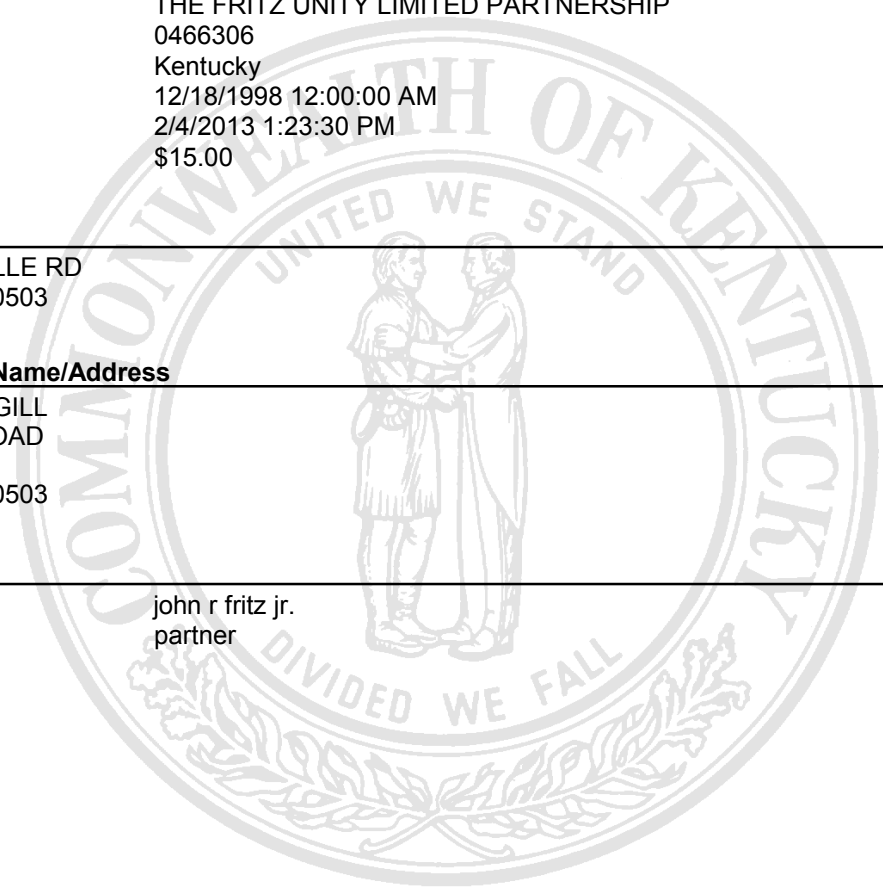 THE FRITZ UNITY LIMITED PARTNERSHIP
0466306
Kentucky
12/18/1998 12:00:00 AM
2/4/2013 1:23:30 PM
$15.00
COMMONWEALTH OF KENTUCKY
UNITED WE STAND
LLE RD
0503
Name/Address
GILL
OAD
0503
john r fritz jr.
partner
DIVIDED WE FALL